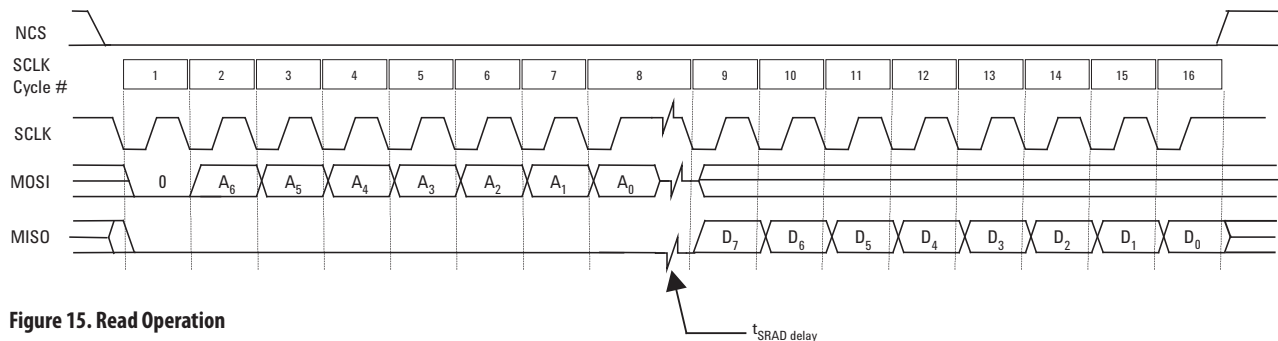 NCS
SCLK
Cycle #
1 2 3 4 5 6 7 8 9 10 11 12 13 14 15 16
SCLK
MOSI 0 A6 A5 A4 A3 A2 A1 A0
MISO D7 D6 D5 D4 D3 D2 D1 D0
tSRAD delay
Figure 15. Read Operation